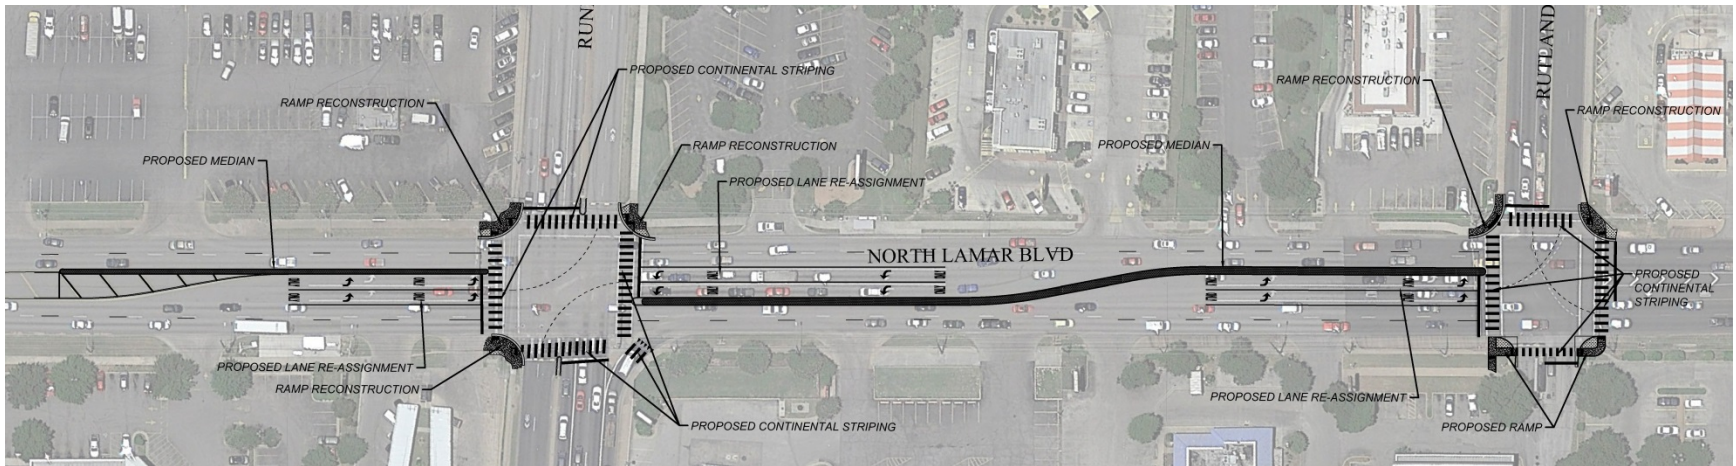 RUN
PROPOSED CONTINENTAL STRIPING
RAMP RECONSTRUCTION
PROPOSED MEDIAN
RAMP RECONSTRUCTION
PROPOSED LANE RE-ASSIGNMENT
NORTH LAMAR BLVD
PROPOSED MEDIAN
RAMP RECONSTRUCTION
RUTLAND
RAMP RECONSTRUCTION
PROPOSED
CONTINENTAL
STRIPING
PROPOSED LANE RE-ASSIGNMENT
RAMP RECONSTRUCTION
PROPOSED CONTINENTAL STRIPING
PROPOSED LANE RE-ASSIGNMENT
PROPOSED RAMP